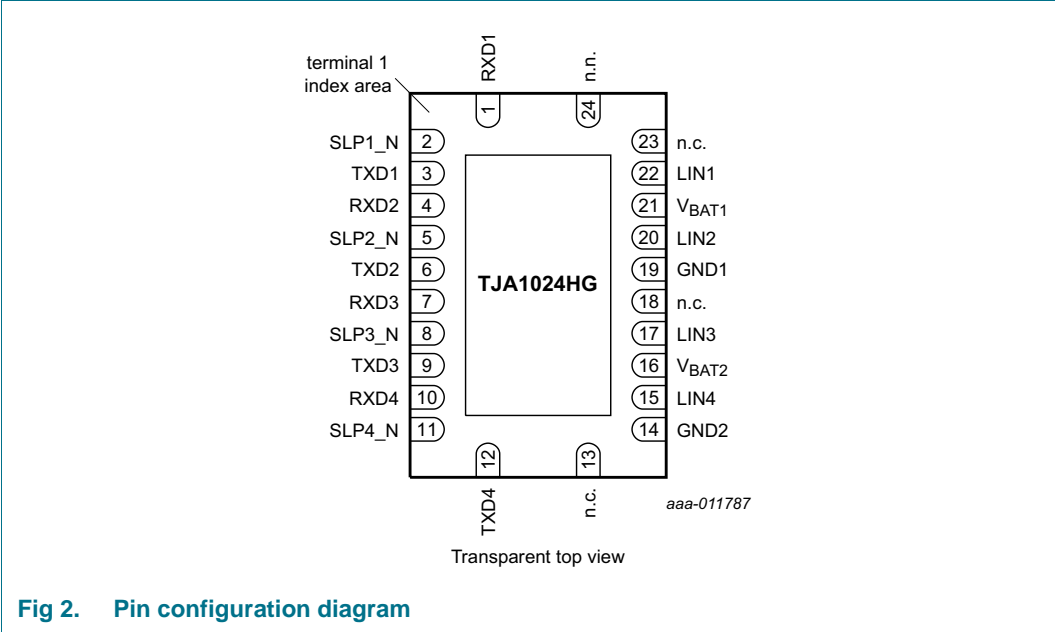 terminal 1
index area
RXD1
n.n.
1
24
SLP1_N 2
TXD1 3
RXD2 4
SLP2_N 5
TXD2 6
RXD3 7
SLP3_N 8
TXD3 9
RXD4 10
SLP4_N 11
TJA1024HG
23 n.c.
22 LIN1
21 VBAT1
20 LIN2
19 GND1
18 n.c.
17 LIN3
16 VBAT2
15 LIN4
14 GND2
12
13
TXD4
n.c.
aaa-011787
Transparent top view
Fig 2. Pin configuration diagram